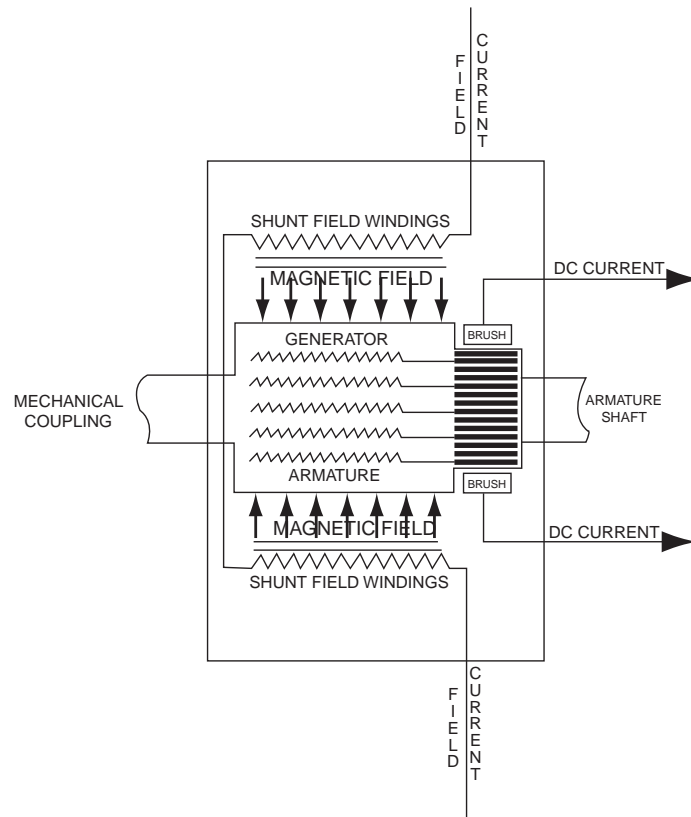 FIELD
CURRENT
SHUNT FIELD WINDINGS
MAGNETIC FIELD
DC CURRENT
BRUSH
GENERATOR
MECHANICAL
COUPLING
ARMATURE
SHAFT
ARMATURE
BRUSH
MAGNETIC FIELD
DC CURRENT
SHUNT FIELD WINDINGS
FIELD
CURRENT